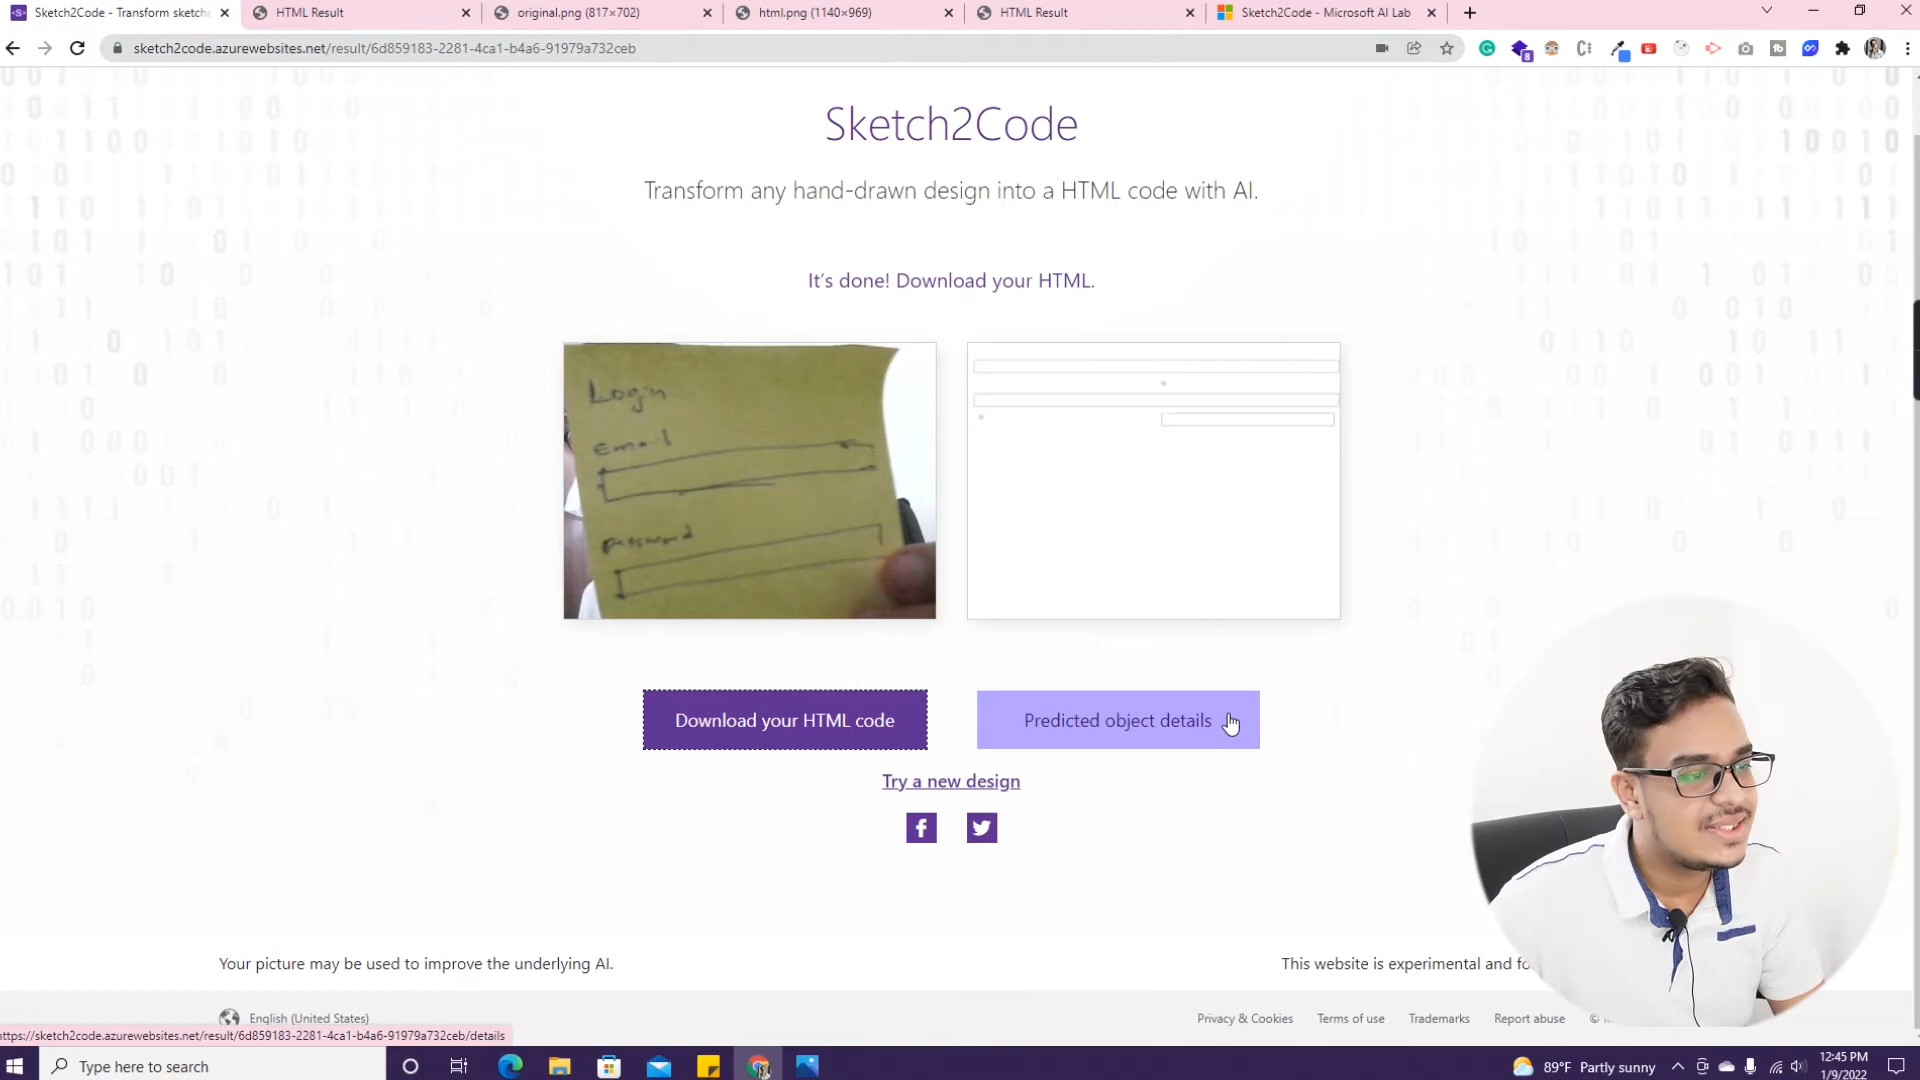 Sketch2Code - Transform sketche
HTML Result
original.png (817×702)
html.png (1140×969)
HTML Result
Sketch2Code - Microsoft AI Lab
sketch2code.azurewebsites.net/result/6d859183-2281-4ca1-b4a6-91979a732ceb
Sketch2Code
Transform any hand-drawn design into a HTML code with AI.
It's done! Download your HTML.
Login
Email
password
Download your HTML code
Predicted object details
Try a new design
Your picture may be used to improve the underlying AI.
This website is experimental and fo
English (United States)
Privacy & Cookies
Terms of use
Trademarks
Report abuse
©
https://sketch2code.azurewebsites.net/result/6d859183-2281-4ca1-b4a6-91979a732ceb/details
Type here to search
89°F Partly sunny
12:45 PM
1/9/2022